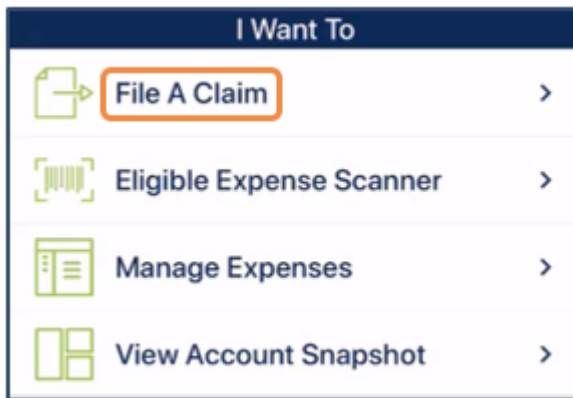 I Want To
File A Claim
Eligible Expense Scanner
Manage Expenses
View Account Snapshot